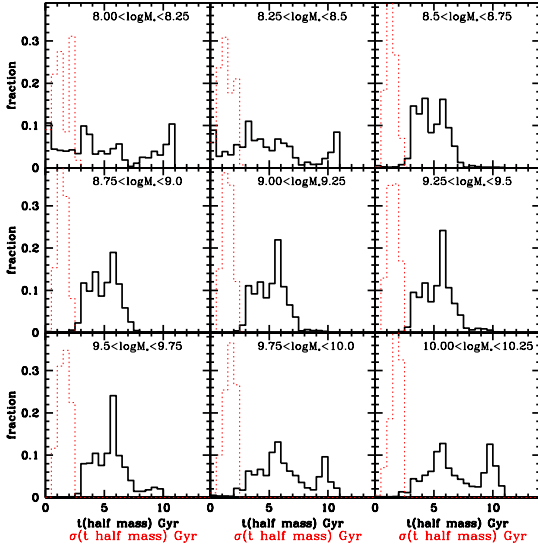 8.00<logM*<8.25
8.25<logM*<8.5
8.5<logM*<8.75
0.3
0.2
0.1
0
fraction
8.75<logM*<9.0
9.00<logM*9.25
9.25<logM*<9.5
0.3
0.2
0.1
0
fraction
9.5<logM*<9.75
9.75<logM*<10.0
10.00<logM*<10.25
0.3
0.2
0.1
0
fraction
0 5 10
0 5 10
0 5 10
t(half mass) Gyr
t(half mass) Gyr
t(half mass) Gyr
σ(t half mass) Gyr
σ(t half mass) Gyr
σ(t half mass) Gyr